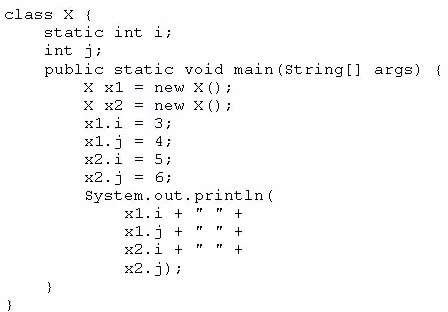 class X {
    static int i;
    int j;
    public static void main(String[] args) {
        X x1 = new X();
        X x2 = new X();
        x1.i = 3;
        x1.j = 4;
        x2.i = 5;
        x2.j = 6;
        System.out.println(
            x1.i + " " +
            x1.j + " " +
            x2.i + " " +
            x2.j);
    }
}